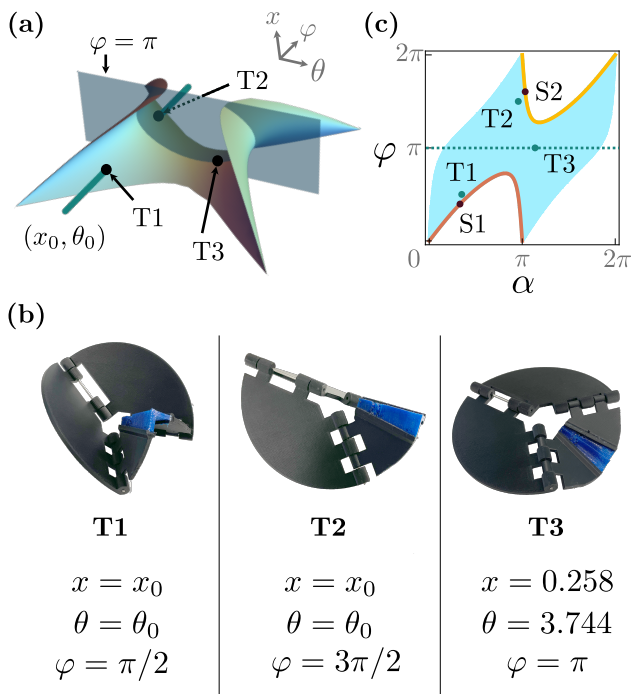 (a)
φ = π
x
φ
θ
T2
T1
(x₀, θ₀)
T3
(c)
2π
φ
π
0
S2
T2
T3
T1
S1
π
2π
α
(b)
T1
x = x₀
θ = θ₀
φ = π/2
T2
x = x₀
θ = θ₀
φ = 3π/2
T3
x = 0.258
θ = 3.744
φ = π